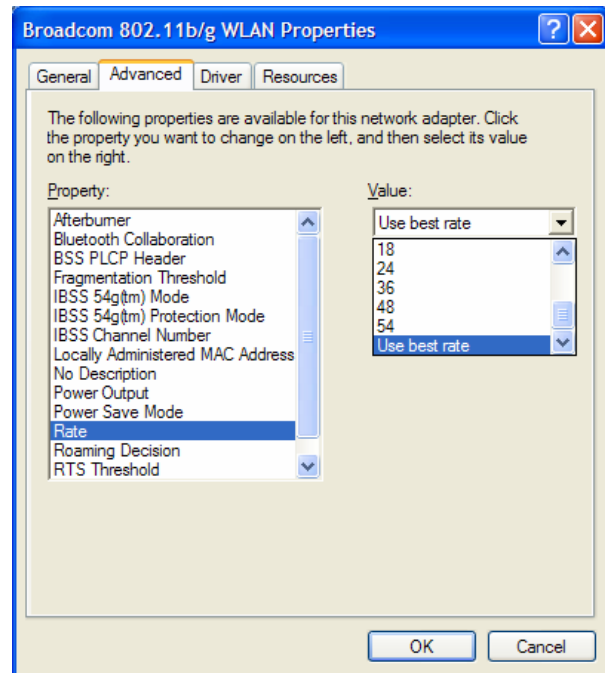 Broadcom 802.11b/g WLAN Properties
General Advanced Driver Resources
The following properties are available for this network adapter. Click
the property you want to change on the left, and then select its value
on the right.
Property:
Afterburner
Bluetooth Collaboration
BSS PLCP Header
Fragmentation Threshold
IBSS 54g(tm) Mode
IBSS 54g(tm) Protection Mode
IBSS Channel Number
Locally Administered MAC Address
No Description
Power Output
Power Save Mode
Rate
Roaming Decision
RTS Threshold
Value:
Use best rate
18
24
36
48
54
Use best rate
OK Cancel